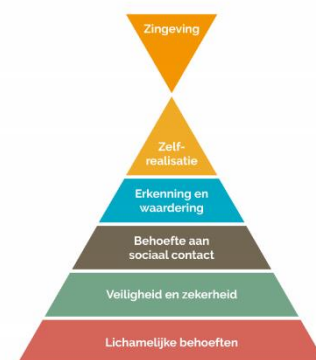 Zingeving
Zelf-
realisatie
Erkenning en
waardering
Behoefte aan
sociaal contact
Veiligheid en zekerheid
Lichamelijke behoeften